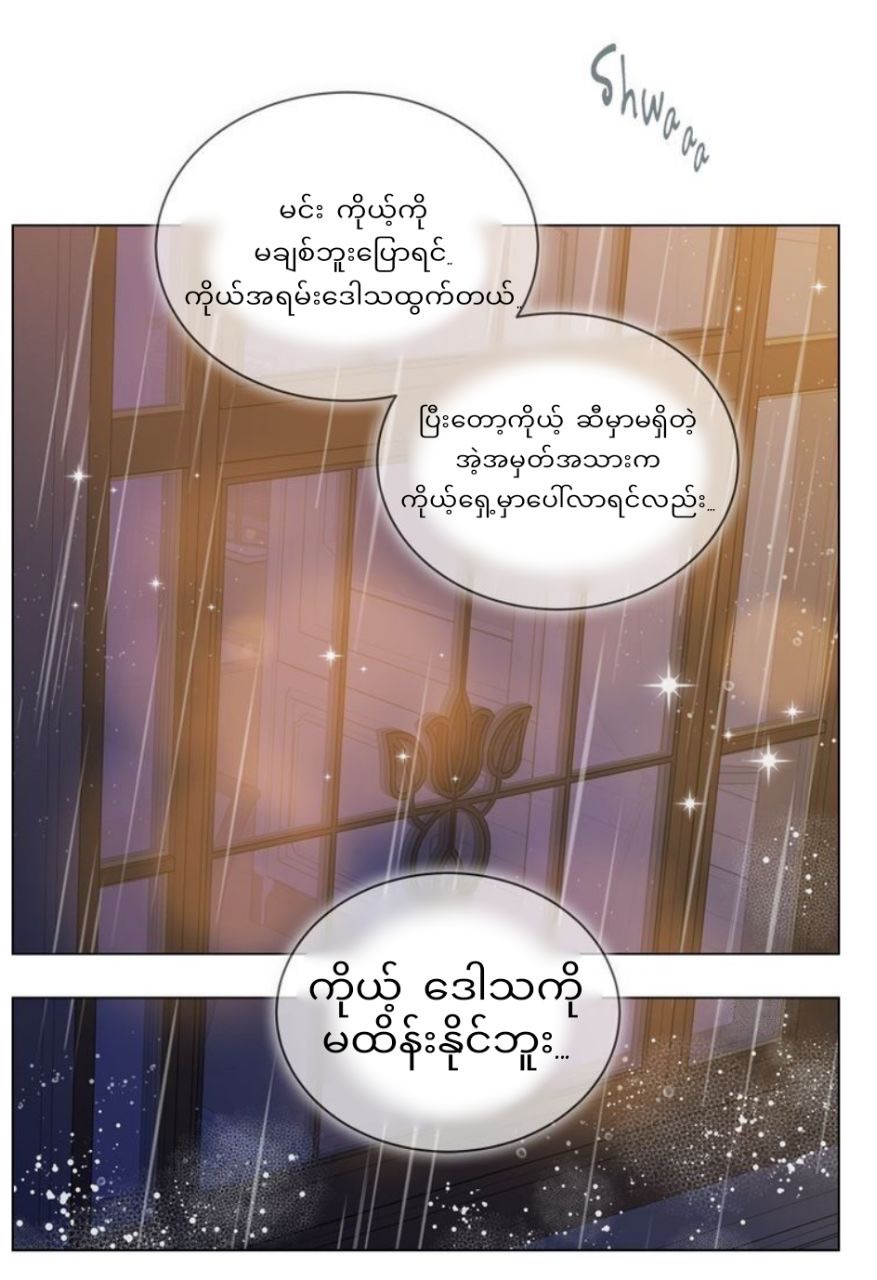 Shwaaa
မင်း ကိုယ့်ကို
မချစ်ဘူးပြောရင်..
ကိုယ်အရမ်းဒေါသထွက်တယ်..
ပြီးတော့ကိုယ့် ဆီမှာမရှိတဲ့
အဲ့အမှတ်အသားက
ကိုယ့်ရှေ့မှာပေါ်လာရင်လည်း...
ကိုယ့် ဒေါသကို
မထိန်းနိုင်ဘူး...